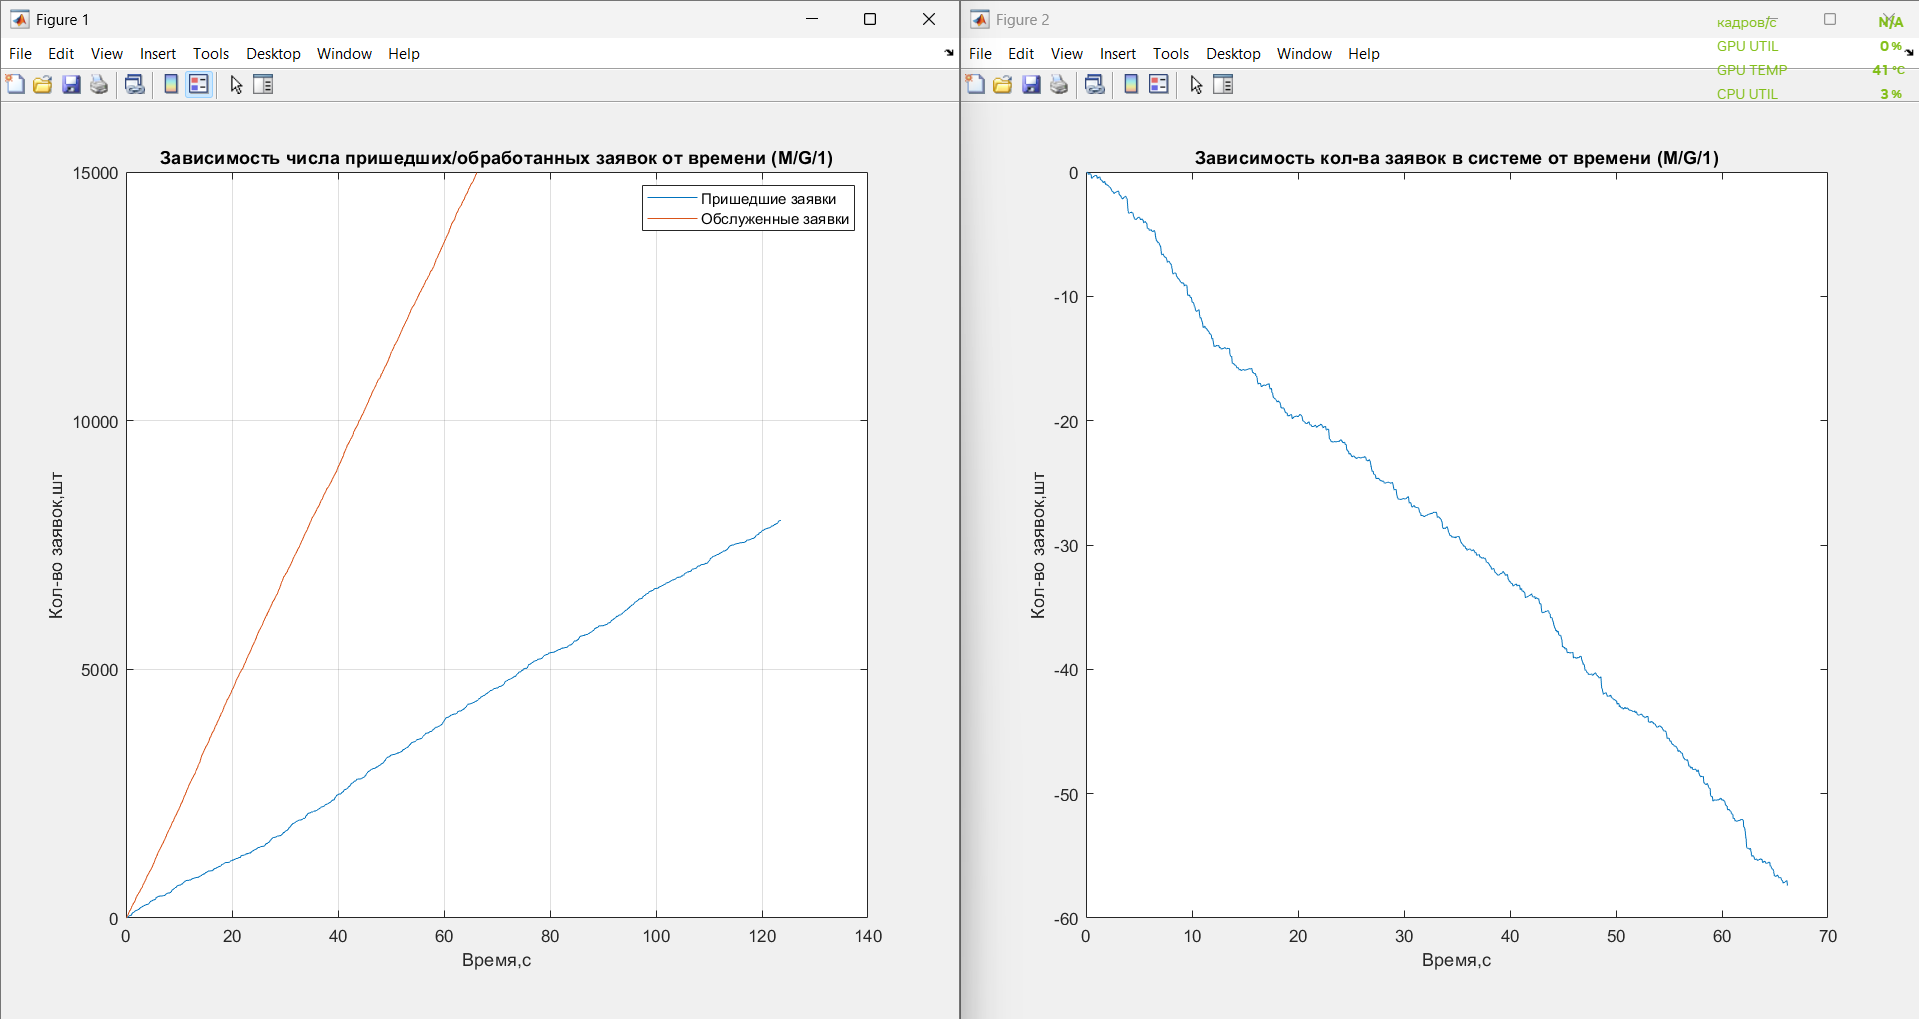 Figure 1
File Edit View Insert Tools Desktop Window Help
Зависимость числа пришедших/обработанных заявок от времени (M/G/1)
15000
10000
5000
0
Кол-во заявок,шт
Пришедшие заявки
Обслуженные заявки
0 20 40 60 80 100 120 140
Время,с
Figure 2
File Edit View Insert Tools Desktop Window Help
кадров/с N/A
GPU UTIL 0 %
GPU TEMP 41 °C
CPU UTIL 3 %
Зависимость кол-ва заявок в системе от времени (M/G/1)
0
-10
-20
-30
-40
-50
-60
Кол-во заявок,шт
0 10 20 30 40 50 60 70
Время,с